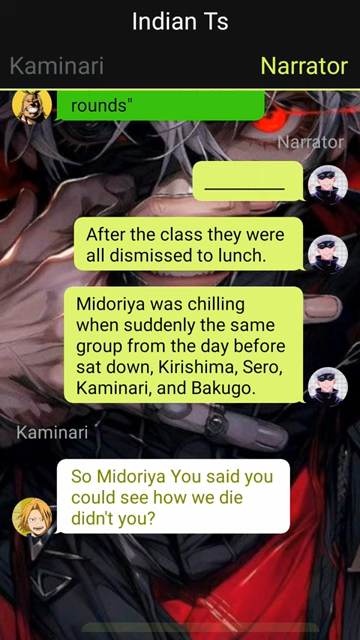 Indian Ts
Kaminari
Narrator
rounds"
Narrator
___________
After the class they were
all dismissed to lunch.
Midoriya was chilling
when suddenly the same
group from the day before
sat down, Kirishima, Sero,
Kaminari, and Bakugo.
Kaminari
So Midoriya You said you
could see how we die
didn't you?